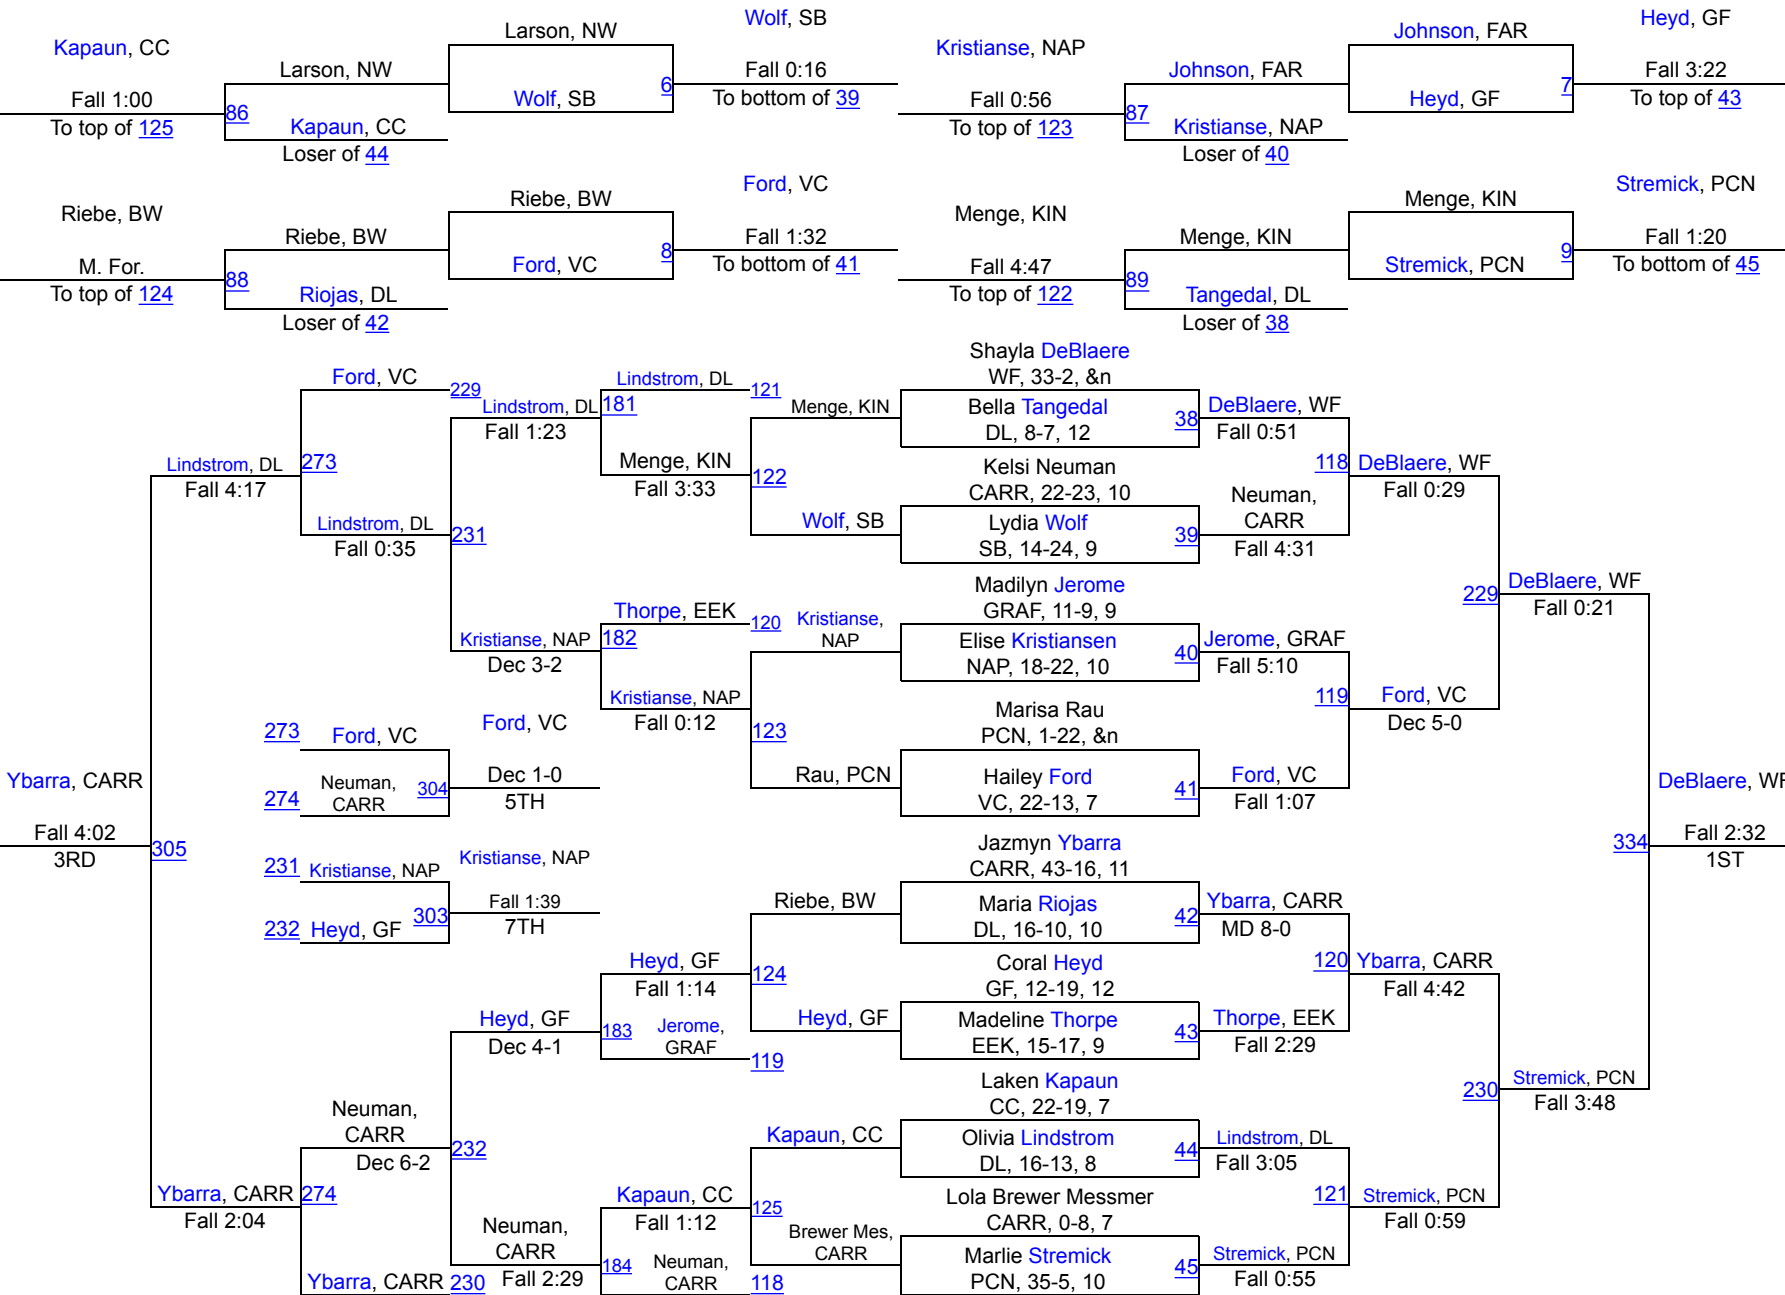 Kapaun, CC
Larson, NW
Larson, NW
Wolf, SB
Fall 1:00
To top of 125
86
Kapaun, CC
Loser of 44
Wolf, SB
6
Fall 0:16
To bottom of 39
Kristianse, NAP
Johnson, FAR
Johnson, FAR
Heyd, GF
Fall 0:56
To top of 123
87
Kristianse, NAP
Loser of 40
Heyd, GF
7
Fall 3:22
To top of 43
Riebe, BW
Riebe, BW
Riebe, BW
Ford, VC
M. For.
To top of 124
88
Riojas, DL
Loser of 42
Ford, VC
8
Fall 1:32
To bottom of 41
Menge, KIN
Menge, KIN
Menge, KIN
Stremick, PCN
Fall 4:47
To top of 122
89
Tangedal, DL
Loser of 38
Stremick, PCN
9
Fall 1:20
To bottom of 45
Ford, VC
229
Lindstrom, DL
Fall 1:23
181
Lindstrom, DL
121
Menge, KIN
Shayla DeBlaere
WF, 33-2, &n
Bella Tangedal
DL, 8-7, 12
38
DeBlaere, WF
Fall 0:51
Lindstrom, DL
Fall 4:17
273
Menge, KIN
Fall 3:33
122
Kelsi Neuman
CARR, 22-23, 10
118
DeBlaere, WF
Fall 0:29
Lindstrom, DL
Fall 0:35
231
Wolf, SB
Lydia Wolf
SB, 14-24, 9
39
Neuman,
CARR
Fall 4:31
Madilyn Jerome
GRAF, 11-9, 9
229
DeBlaere, WF
Fall 0:21
Kristianse, NAP
Dec 3-2
182
Thorpe, EEK
120
Kristianse,
NAP
Elise Kristiansen
NAP, 18-22, 10
40
Jerome, GRAF
Fall 5:10
Kristianse, NAP
Fall 0:12
123
Marisa Rau
PCN, 1-22, &n
119
Ford, VC
Dec 5-0
273
Ford, VC
Ford, VC
274
Neuman,
CARR
304
Dec 1-0
5TH
Rau, PCN
Hailey Ford
VC, 22-13, 7
41
Ford, VC
Fall 1:07
Ybarra, CARR
Fall 4:02
3RD
305
DeBlaere, WF
334
Fall 2:32
1ST
231
Kristianse, NAP
Kristianse, NAP
232
Heyd, GF
303
Fall 1:39
7TH
Riebe, BW
Jazmyn Ybarra
CARR, 43-16, 11
Maria Riojas
DL, 16-10, 10
42
Ybarra, CARR
MD 8-0
Heyd, GF
Fall 1:14
124
Coral Heyd
GF, 12-19, 12
120
Ybarra, CARR
Fall 4:42
Heyd, GF
Dec 4-1
183
Jerome,
GRAF
119
Heyd, GF
Madeline Thorpe
EEK, 15-17, 9
43
Thorpe, EEK
Fall 2:29
Laken Kapaun
CC, 22-19, 7
230
Stremick, PCN
Fall 3:48
Neuman,
CARR
Dec 6-2
232
Kapaun, CC
Olivia Lindstrom
DL, 16-13, 8
44
Lindstrom, DL
Fall 3:05
Ybarra, CARR
Fall 2:04
274
Kapaun, CC
Fall 1:12
125
Lola Brewer Messmer
CARR, 0-8, 7
121
Stremick, PCN
Fall 0:59
Ybarra, CARR
230
Neuman,
CARR
Fall 2:29
184
Neuman,
CARR
118
Brewer Mes,
CARR
Marlie Stremick
PCN, 35-5, 10
45
Stremick, PCN
Fall 0:55